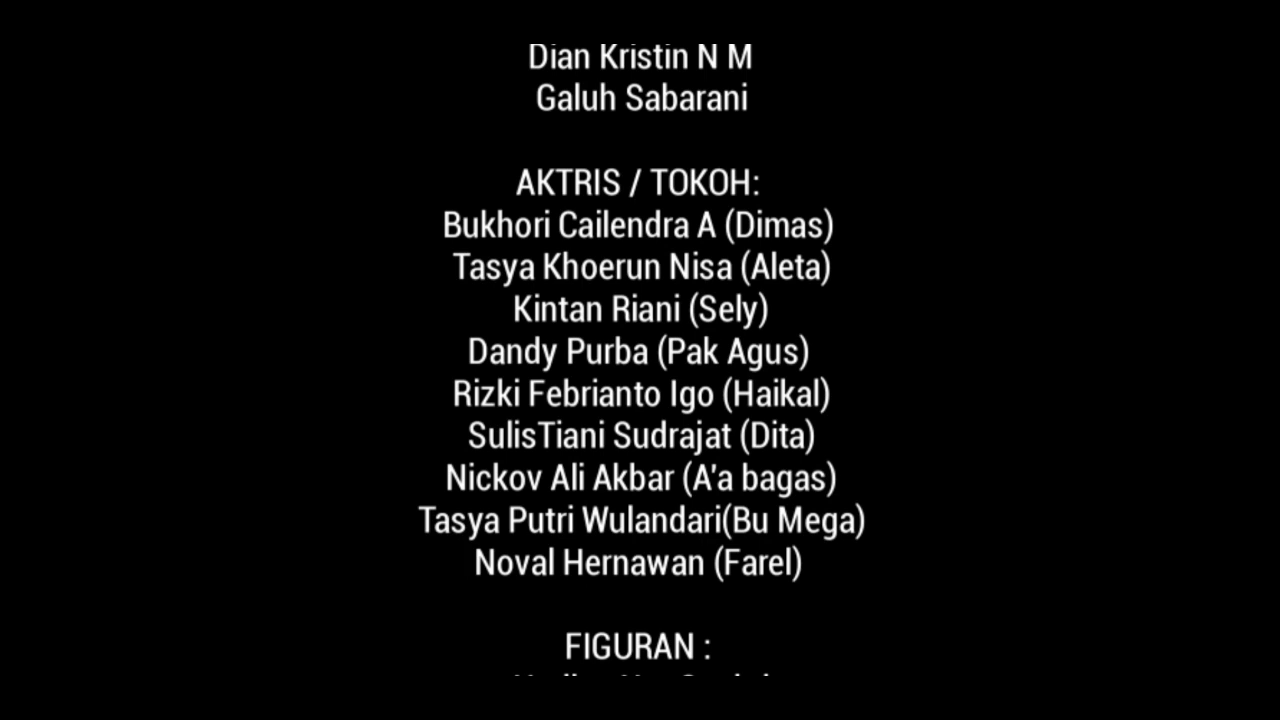 Dian Kristin N M
Galuh Sabarani
AKTRIS / TOKOH:
Bukhori Cailendra A (Dimas)
Tasya Khoerun Nisa (Aleta)
Kintan Riani (Sely)
Dandy Purba (Pak Agus)
Rizki Febrianto Igo (Haikal)
SulisTiani Sudrajat (Dita)
Nickov Ali Akbar (A'a bagas)
Tasya Putri Wulandari(Bu Mega)
Noval Hernawan (Farel)
FIGURAN :